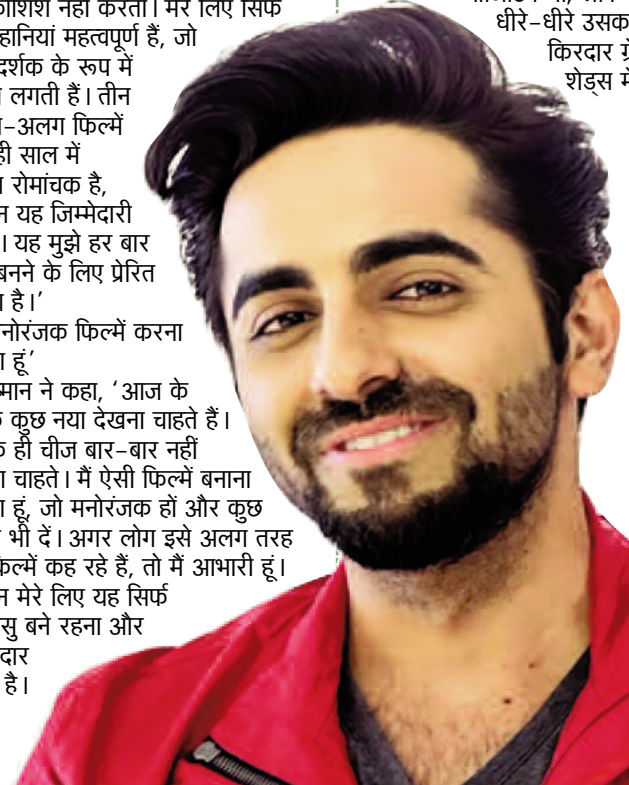 कोशिश नहीं करता। मेरे लिए सिर्फ
हानियां महत्वपूर्ण हैं, जो
दर्शक के रूप में
लगती हैं। तीन
-अलग फिल्में
ही साल में
रोमांचक है,
न यह जिम्मेदारी
। यह मुझे हर बार
बनने के लिए प्रेरित
है।’
नोरंजक फिल्में करना
हूं’
मान ने कहा, ‘आज के
कुछ नया देखना चाहते हैं।
क ही चीज बार-बार नहीं
चाहते। मैं ऐसी फिल्में बनाना
हूं, जो मनोरंजक हों और कुछ
भी दें। अगर लोग इसे अलग तरह
फिल्में कह रहे हैं, तो मैं आभारी हूं।
न मेरे लिए यह सिर्फ
सु बने रहना और
दार
है।
धीरे-धीरे उसक
किरदार ग्रे
शेड्स में